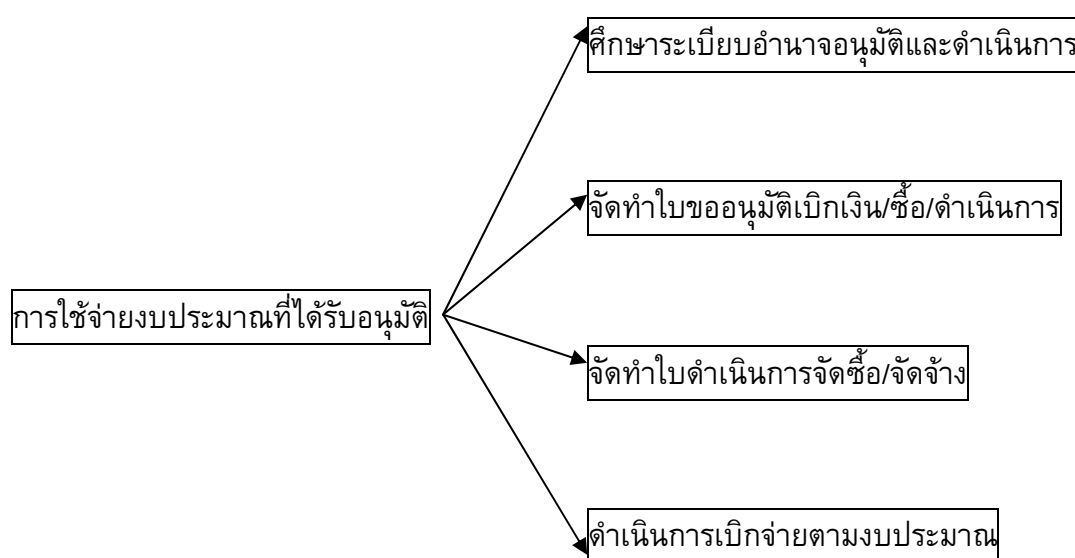 ศึกษาระเบียบอำนาจอนุมัติและดำเนินการ
จัดทำใบขออนุมัติเบิกเงิน/ซื้อ/ดำเนินการ
การใช้จ่ายงบประมาณที่ได้รับอนุมัติ
จัดทำใบดำเนินการจัดซื้อ/จัดจ้าง
ดำเนินการเบิกจ่ายตามงบประมาณ